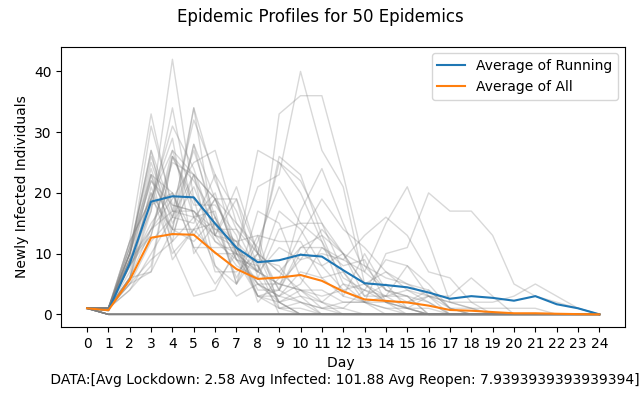 Epidemic Profiles for 50 Epidemics
Average of Running
Average of All
Newly Infected Individuals
40
30
20
10
0
0 1 2 3 4 5 6 7 8 9 10 11 12 13 14 15 16 17 18 19 20 21 22 23 24
Day
DATA:[Avg Lockdown: 2.58 Avg Infected: 101.88 Avg Reopen: 7.9393939393939394]